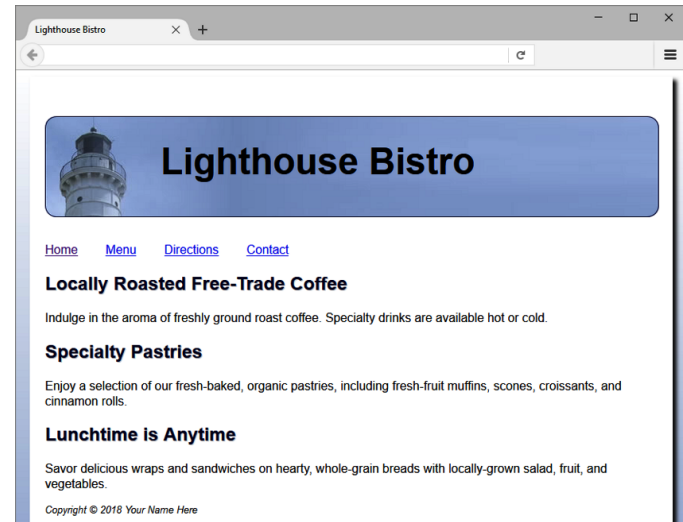 Lighthouse Bistro
Lighthouse Bistro
Home Menu Directions Contact
Locally Roasted Free-Trade Coffee
Indulge in the aroma of freshly ground roast coffee. Specialty drinks are available hot or cold.
Specialty Pastries
Enjoy a selection of our fresh-baked, organic pastries, including fresh-fruit muffins, scones, croissants, and
cinnamon rolls.
Lunchtime is Anytime
Savor delicious wraps and sandwiches on hearty, whole-grain breads with locally-grown salad, fruit, and
vegetables.
Copyright © 2018 Your Name Here